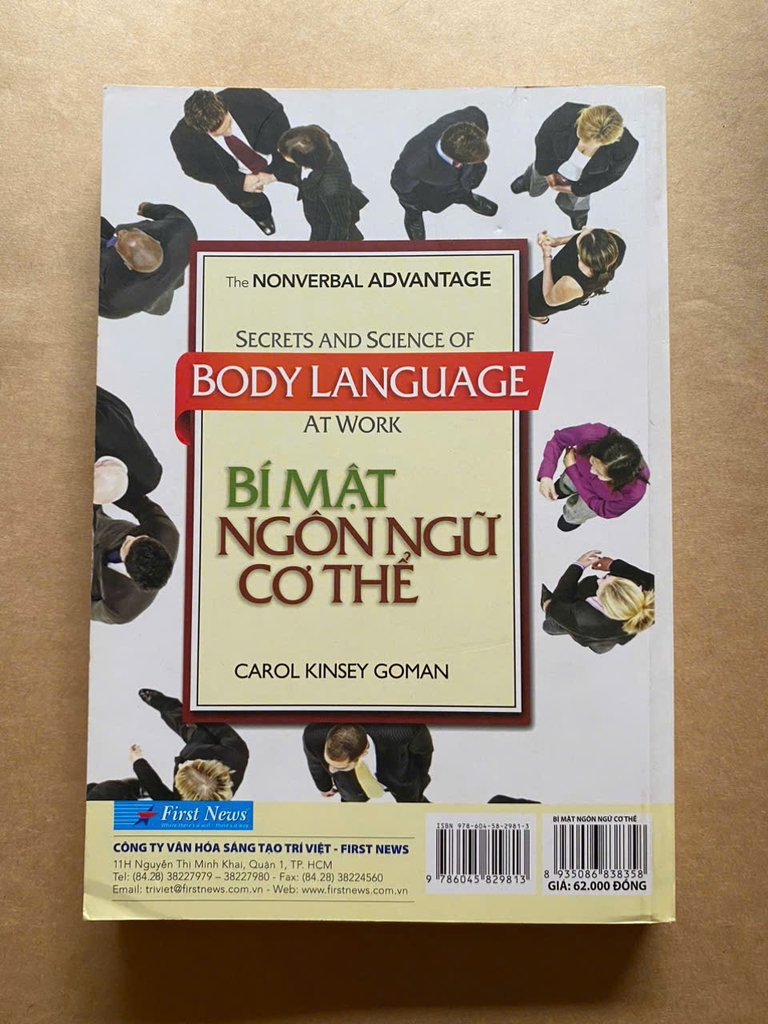 The NONVERBAL ADVANTAGE
SECRETS AND SCIENCE OF
BODY LANGUAGE
AT WORK
BÍ MẬT
NGÔN NGỮ
CƠ THỂ
CAROL KINSEY GOMAN
First News
CÔNG TY VĂN HÓA SÁNG TẠO TRÍ VIỆT - FIRST NEWS
11H Nguyễn Thị Minh Khai, Quận 1, TP. HCM
Tel: (84.28) 38227979 – 38227980 - Fax: (84.28) 38224560
Email: triviet@firstnews.com.vn - Web: www.firstnews.com.vn
ISBN 978-604-58-2981-3
9 786045 829813
BÍ MẬT NGÔN NGỮ CƠ THỂ
8 935086 838358
GIÁ: 62.000 ĐỒNG